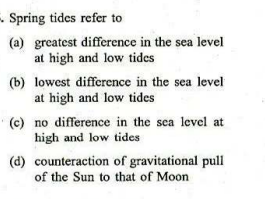 . Spring tides refer to
(a) greatest difference in the sea level
at high and low tides
(b) lowest difference in the sea level
at high and low tides
(c) no difference in the sea level at
high and low tides
(d) counteraction of gravitational pull
of the Sun to that of Moon